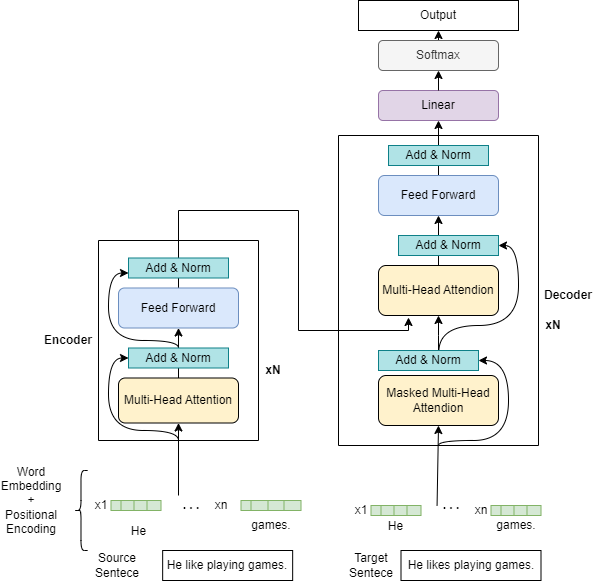 Output
Softmax
Linear
Add & Norm
Feed Forward
Add & Norm
Multi-Head Attendion
Decoder
xN
Add & Norm
Masked Multi-Head
Attendion
Add & Norm
Feed Forward
Encoder
Add & Norm
xN
Multi-Head Attention
Word
Embedding
+
Positional
Encoding
x1
...
xn
He
games.
Source
Sentece
He like playing games.
x1
...
xn
He
games.
Target
Sentece
He likes playing games.